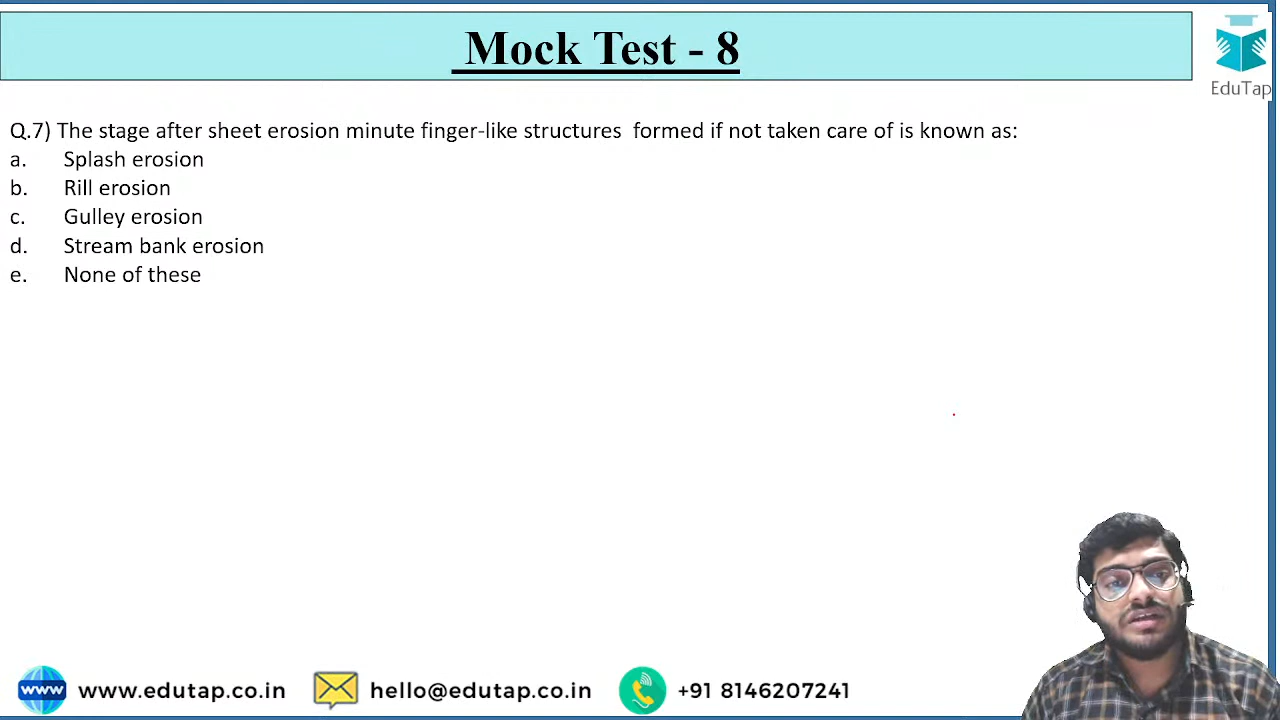 Mock Test - 8
EduTap
Q.7) The stage after sheet erosion minute finger-like structures formed if not taken care of is known as:
a. Splash erosion
b. Rill erosion
c. Gulley erosion
d. Stream bank erosion
e. None of these
www www.edutap.co.in hello@edutap.co.in +91 8146207241